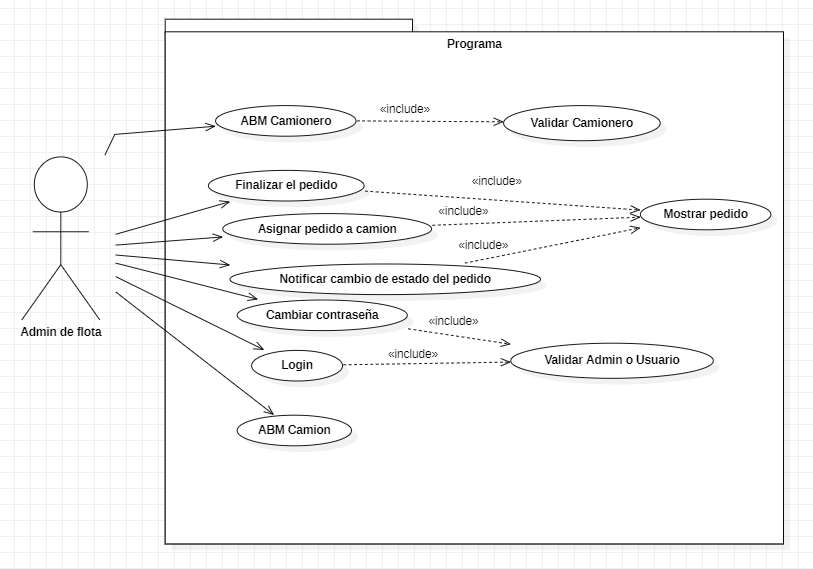 Programa
ABM Camionero
«include»
Validar Camionero
Finalizar el pedido
«include»
Asignar pedido a camion
«include»
Mostrar pedido
Notificar cambio de estado del pedido
«include»
Cambiar contraseña
«include»
Admin de flota
Login
«include»
Validar Admin o Usuario
ABM Camion